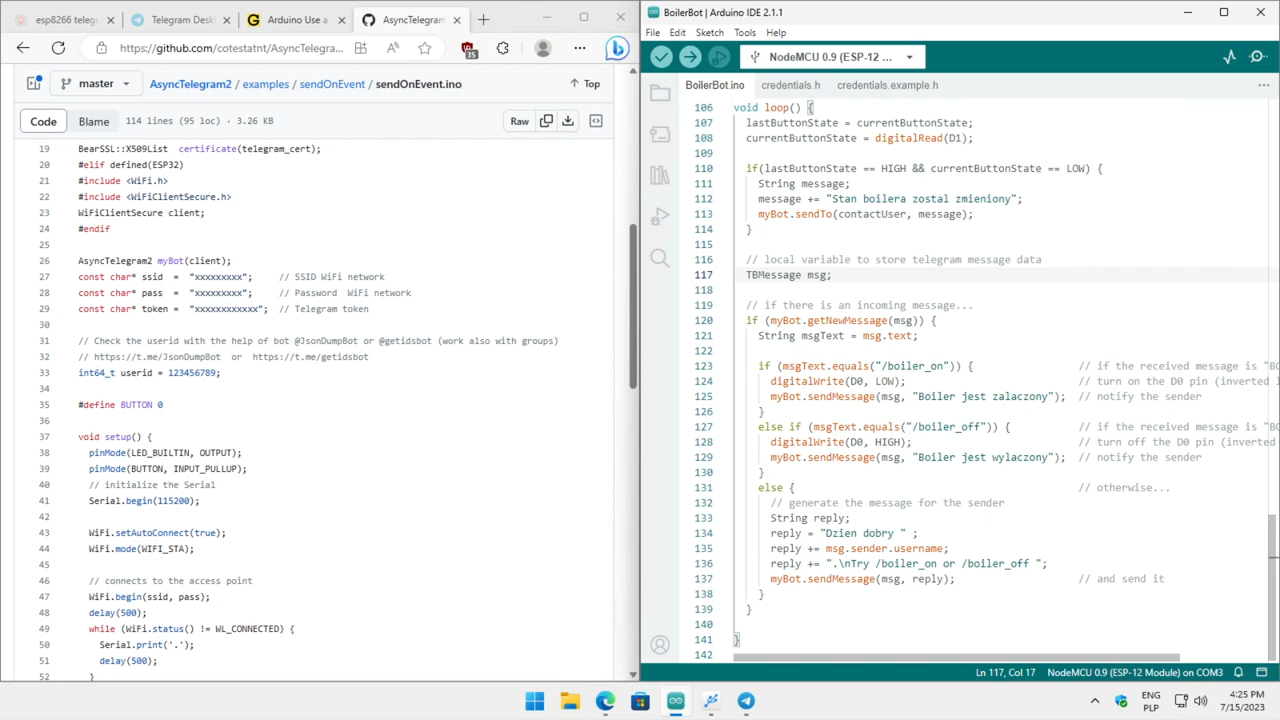 esp8266 teleg
Telegram Desk
Arduino Use a
AsyncTelegram
https://github.com/cotestatnt/AsyncTelegra...
35
master
AsyncTelegram2 / examples / sendOnEvent / sendOnEvent.ino
Top
Code
Blame
114 lines (95 loc) · 3.26 KB
Raw
19 BearSSL::X509List certificate(telegram_cert);
20 #elif defined(ESP32)
21 #include <WiFi.h>
22 #include <WiFiClientSecure.h>
23 WiFiClientSecure client;
24 #endif
25
26 AsyncTelegram2 myBot(client);
27 const char* ssid = "xxxxxxxxx"; // SSID WiFi network
28 const char* pass = "xxxxxxxxx"; // Password WiFi network
29 const char* token = "xxxxxxxxxxxx"; // Telegram token
30
userid with the help of bot @JsonDumpBot or @getidsbot (work also with groups)
32 // https://t.me/JsonDumpBot or https://t.me/getidsbot
33 int64_t userid = 123456789;
34
35 #define BUTTON 0
36
37 void setup() {
38 pinMode(LED_BUILTIN, OUTPUT);
39 pinMode(BUTTON, INPUT_PULLUP);
40 // initialize the Serial
41 Serial.begin(115200);
42
43 WiFi.setAutoConnect(true);
44 WiFi.mode(WIFI_STA);
45
46 // connects to the access point
47 WiFi.begin(ssid, pass);
48 delay(500);
49 while (WiFi.status() != WL_CONNECTED) {
50 Serial.print('.');
51 delay(500);
52 }
BoilerBot | Arduino IDE 2.1.1
File Edit Sketch Tools Help
NodeMCU 0.9 (ESP-12 ...
BoilerBot.ino credentials.h credentials.example.h
106 void loop() {
107 lastButtonState = currentButtonState;
108 currentButtonState = digitalRead(D1);
109
110 if(lastButtonState == HIGH && currentButtonState == LOW) {
111 String message;
112 message += "Stan boilera zostal zmieniony";
113 myBot.sendTo(contactUser, message);
114 }
115
116 // local variable to store telegram message data
117 TBMessage msg;
118
119 // if there is an incoming message...
120 if (myBot.getNewMessage(msg)) {
121 String msgText = msg.text;
122
123 if (msgText.equals("/boiler_on")) { // if the received message is "BO
124 digitalWrite(D0, LOW); // turn on the D0 pin (inverted l
125 myBot.sendMessage(msg, "Boiler jest zalaczony"); // notify the sender
126 }
127 else if (msgText.equals("/boiler_off")) { // if the received message is "BO
128 digitalWrite(D0, HIGH); // turn off the D0 pin (inverted
129 myBot.sendMessage(msg, "Boiler jest wylaczony"); // notify the sender
130 }
131 else { // otherwise...
132 // generate the message for the sender
133 String reply;
134 reply = "Dzien dobry " ;
135 reply += msg.sender.username;
136 reply += ".\nTry /boiler_on or /boiler_off ";
137 myBot.sendMessage(msg, reply); // and send it
138 }
139 }
140
141 }
142
Ln 117, Col 17 NodeMCU 0.9 (ESP-12 Module) on COM3
ENG
PLP
4:25 PM
7/15/2023